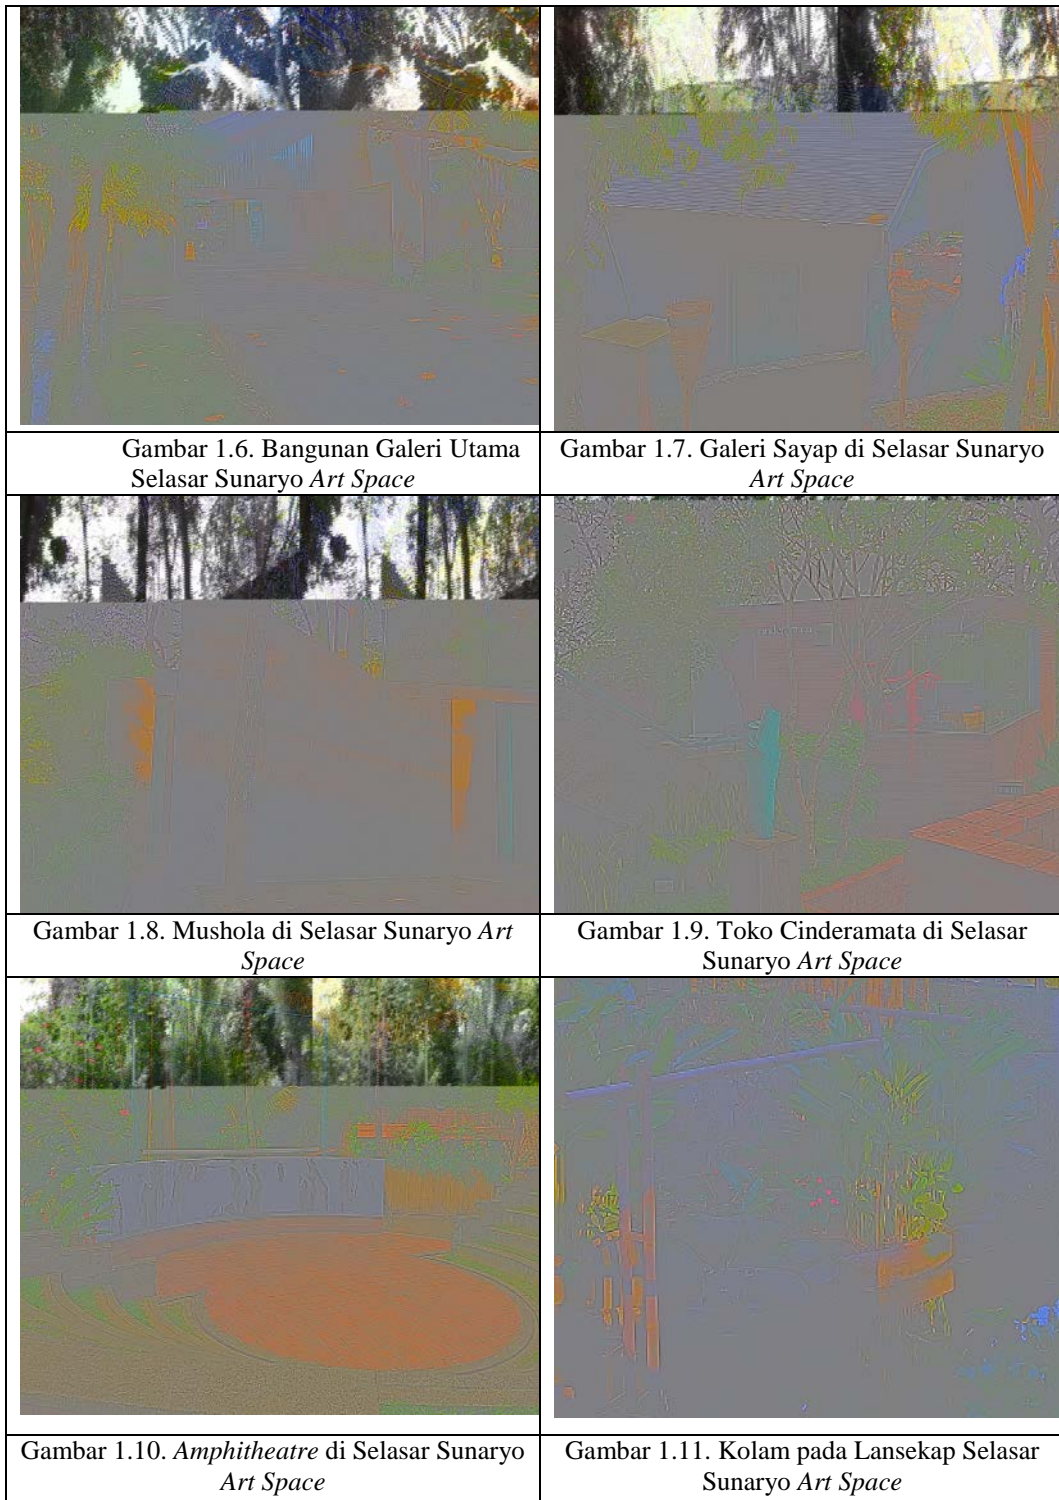 Gambar 1.6. Bangunan Galeri Utama
Selasar Sunaryo Art Space
Gambar 1.7. Galeri Sayap di Selasar Sunaryo
Art Space
Gambar 1.8. Mushola di Selasar Sunaryo Art
Space
Gambar 1.9. Toko Cinderamata di Selasar
Sunaryo Art Space
Gambar 1.10. Amphitheatre di Selasar Sunaryo
Art Space
Gambar 1.11. Kolam pada Lansekap Selasar
Sunaryo Art Space